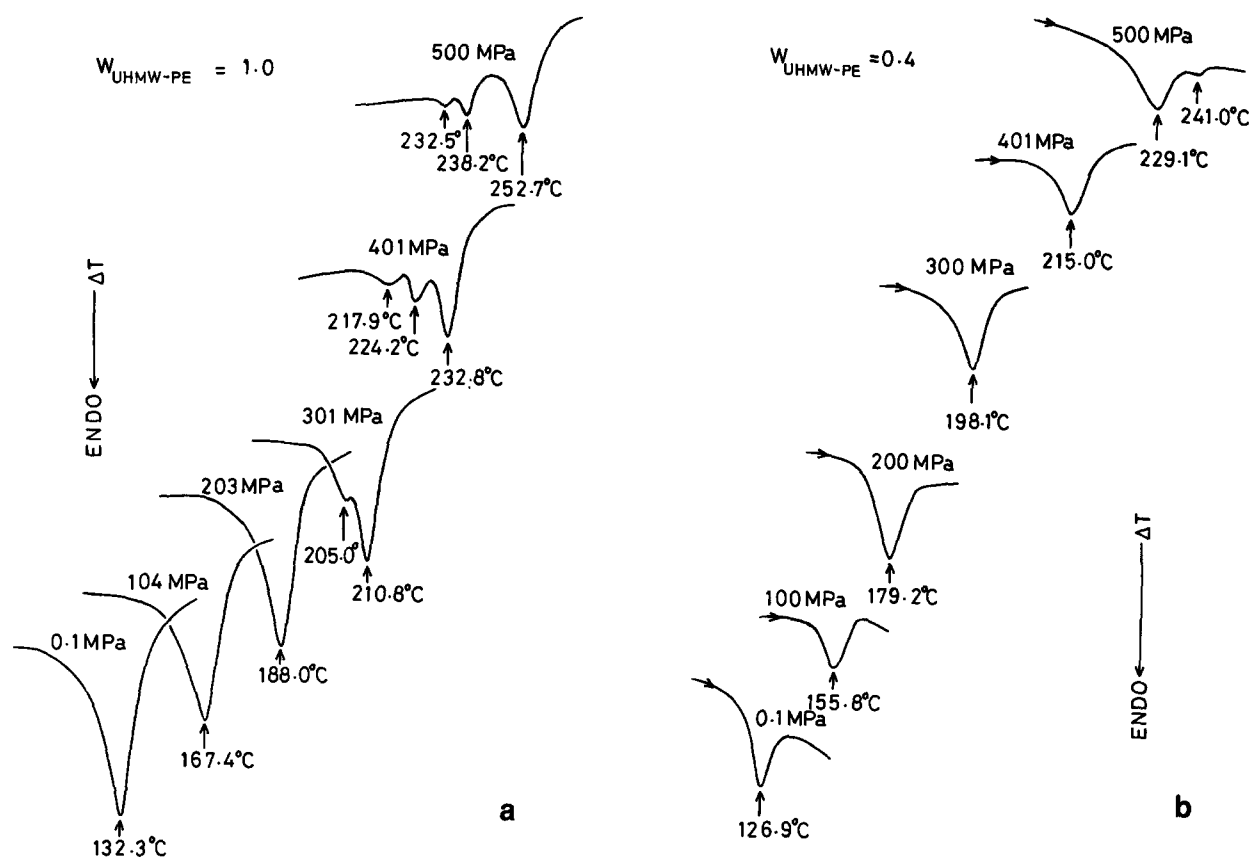 W UHMW-PE = 1.0
500 MPa
232.5°
238.2°C
252.7°C
401 MPa
217.9°C
224.2°C
232.8°C
301 MPa
205.0°
210.8°C
203 MPa
188.0°C
104 MPa
167.4°C
0.1 MPa
132.3°C
ENDO ΔT
a
W UHMW-PE = 0.4
500 MPa
241.0°C
229.1°C
401 MPa
215.0°C
300 MPa
198.1°C
200 MPa
179.2°C
100 MPa
155.8°C
0.1 MPa
126.9°C
ENDO ΔT
b